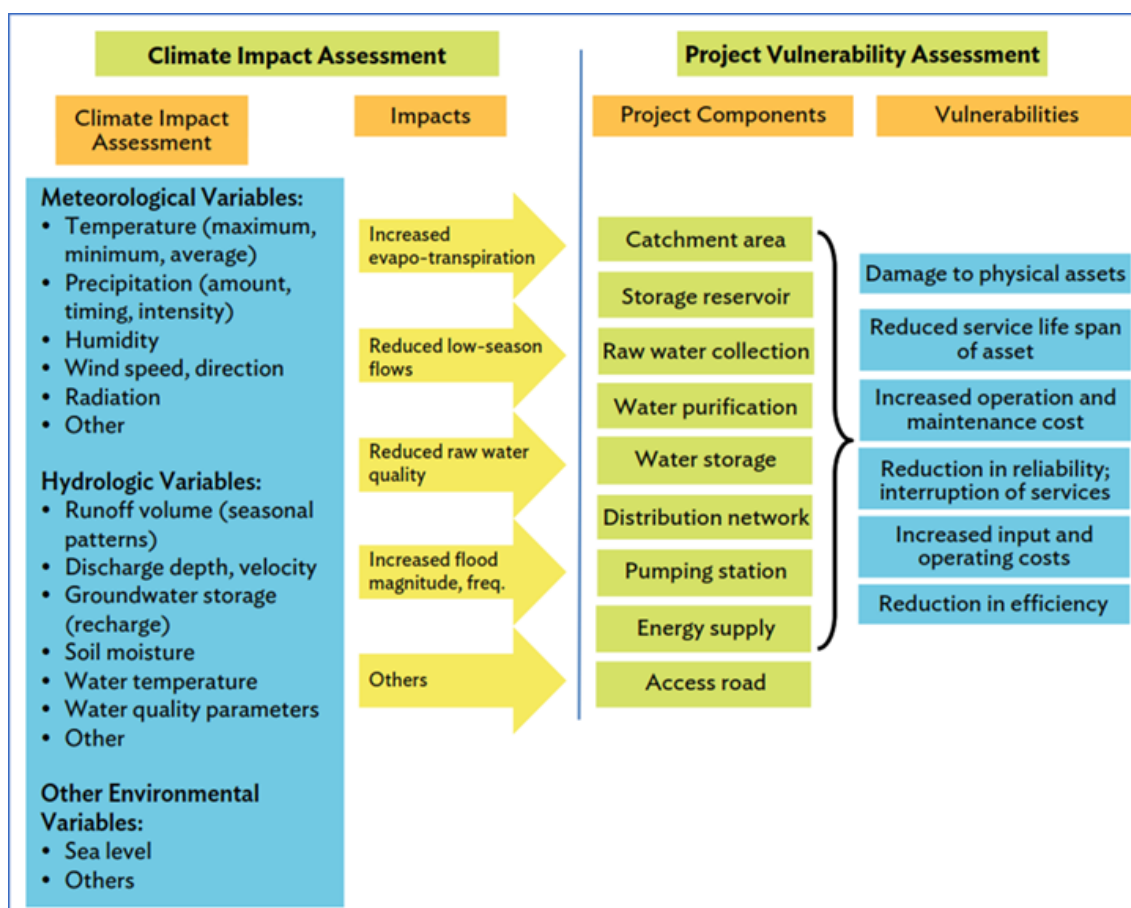 Climate Impact Assessment
Climate Impact
Assessment
Impacts
Meteorological Variables:
• Temperature (maximum,
minimum, average)
• Precipitation (amount,
timing, intensity)
• Humidity
• Wind speed, direction
• Radiation
• Other
Hydrologic Variables:
• Runoff volume (seasonal
patterns)
• Discharge depth, velocity
• Groundwater storage
(recharge)
• Soil moisture
• Water temperature
• Water quality parameters
• Other
Other Environmental
Variables:
• Sea level
• Others
Increased
evapo-transpiration
Reduced low-season
flows
Reduced raw water
quality
Increased flood
magnitude, freq.
Others
Project Vulnerability Assessment
Project Components
Vulnerabilities
Catchment area
Storage reservoir
Raw water collection
Water purification
Water storage
Distribution network
Pumping station
Energy supply
Access road
Damage to physical assets
Reduced service life span
of asset
Increased operation and
maintenance cost
Reduction in reliability;
interruption of services
Increased input and
operating costs
Reduction in efficiency